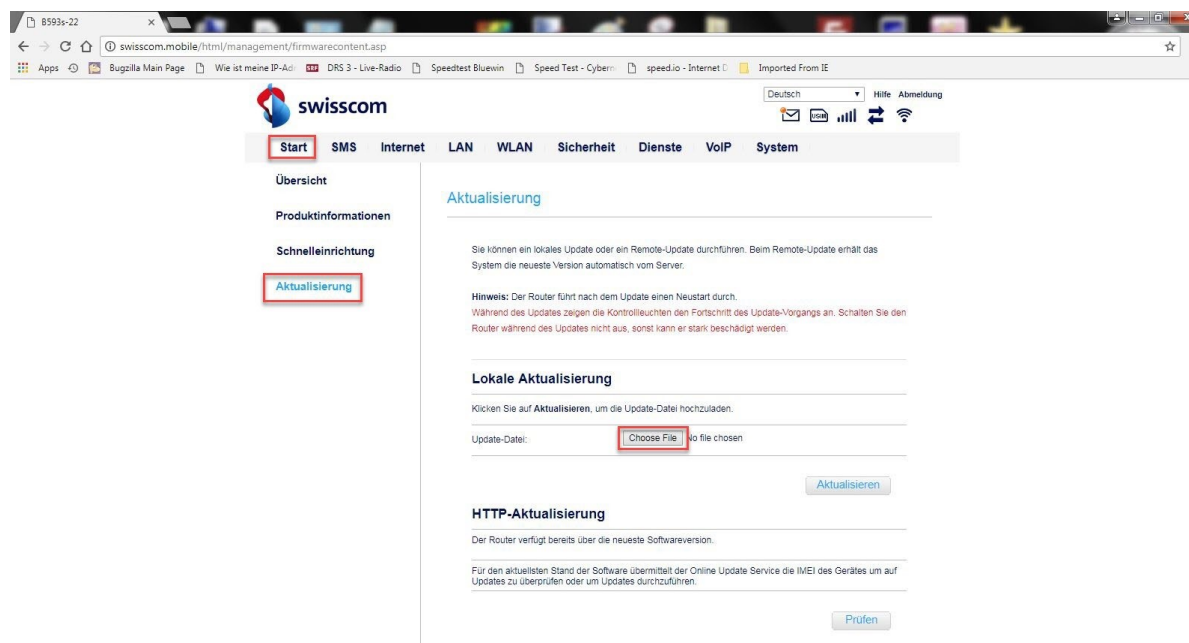 B593s-22
swisscom.mobile/html/management/firmwarecontent.asp
Apps
Bugzilla Main Page
Wie ist meine IP-Ad
DRS 3 - Live-Radio
Speedtest Bluewin
Speed Test - Cybern
speed.io - Internet D
Imported From IE
swisscom
Deutsch
Hilfe
Abmeldung
USIM
Start
SMS
Internet
LAN
WLAN
Sicherheit
Dienste
VoIP
System
Übersicht
Produktinformationen
Schnelleinrichtung
Aktualisierung
Aktualisierung
Sie können ein lokales Update oder ein Remote-Update durchführen. Beim Remote-Update erhält das
System die neueste Version automatisch vom Server.
Hinweis: Der Router führt nach dem Update einen Neustart durch.
Während des Updates zeigen die Kontrollleuchten den Fortschritt des Update-Vorgangs an. Schalten Sie den
Router während des Updates nicht aus, sonst kann er stark beschädigt werden.
Lokale Aktualisierung
Klicken Sie auf Aktualisieren, um die Update-Datei hochzuladen.
Update-Datei:
Choose File
No file chosen
Aktualisieren
HTTP-Aktualisierung
Der Router verfügt bereits über die neueste Softwareversion.
Für den aktuellsten Stand der Software übermittelt der Online Update Service die IMEI des Gerätes um auf
Updates zu überprüfen oder um Updates durchzuführen.
Prüfen